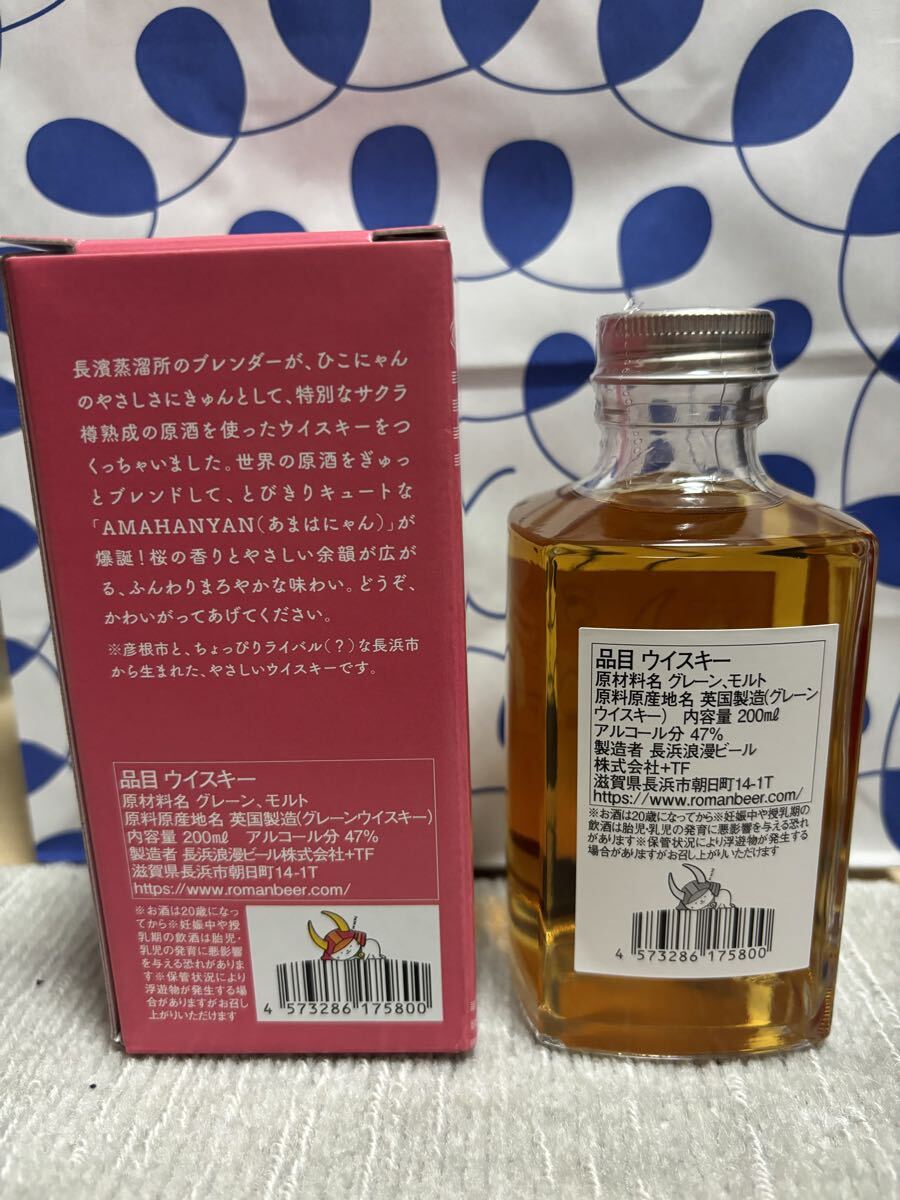 長濱蒸溜所のブレンダーが、ひこにゃん
のやさしさにきゅんとして、特別なサクラ
樽熟成の原酒を使ったウイスキーをつ
くっちゃいました。世界の原酒をぎゅっ
とブレンドして、とびきりキュートな
「AMAHANYAN(あまはにゃん)」が
爆誕!桜の香りとやさしい余韻が広が
る、ふんわりまろやかな味わい。どうぞ、
かわいがってあげてください。
※彦根市と、ちょっぴりライバル(?)な長浜市
から生まれた、やさしいウイスキーです。
品目 ウイスキー
原材料名 グレーン、モルト
原料原産地名 英国製造(グレーンウイスキー)
内容量 200㎖ アルコール分 47%
製造者 長浜浪漫ビール株式会社+TF
滋賀県長浜市朝日町14-1T
https://www.romanbeer.com/
※お酒は20歳になっ
てから※妊娠中や授
乳期の飲酒は胎児・
乳児の発育に悪影響
を与える恐れがありま
す※保管状況により
浮遊物が発生する場
合がありますがお召し
上がりいただけます
4 573286 175800
品目 ウイスキー
原材料名 グレーン、モルト
原料原産地名 英国製造(グレーン
ウイスキー) 内容量 200㎖
アルコール分 47%
製造者 長浜浪漫ビール
株式会社+TF
滋賀県長浜市朝日町14-1T
https://www.romanbeer.com/
※お酒は20歳になってから※妊娠中や授乳期の
飲酒は胎児・乳児の発育に悪影響を与える恐れ
があります※保管状況により浮遊物が発生する
場合がありますがお召し上がりいただけます
4 573286 175800